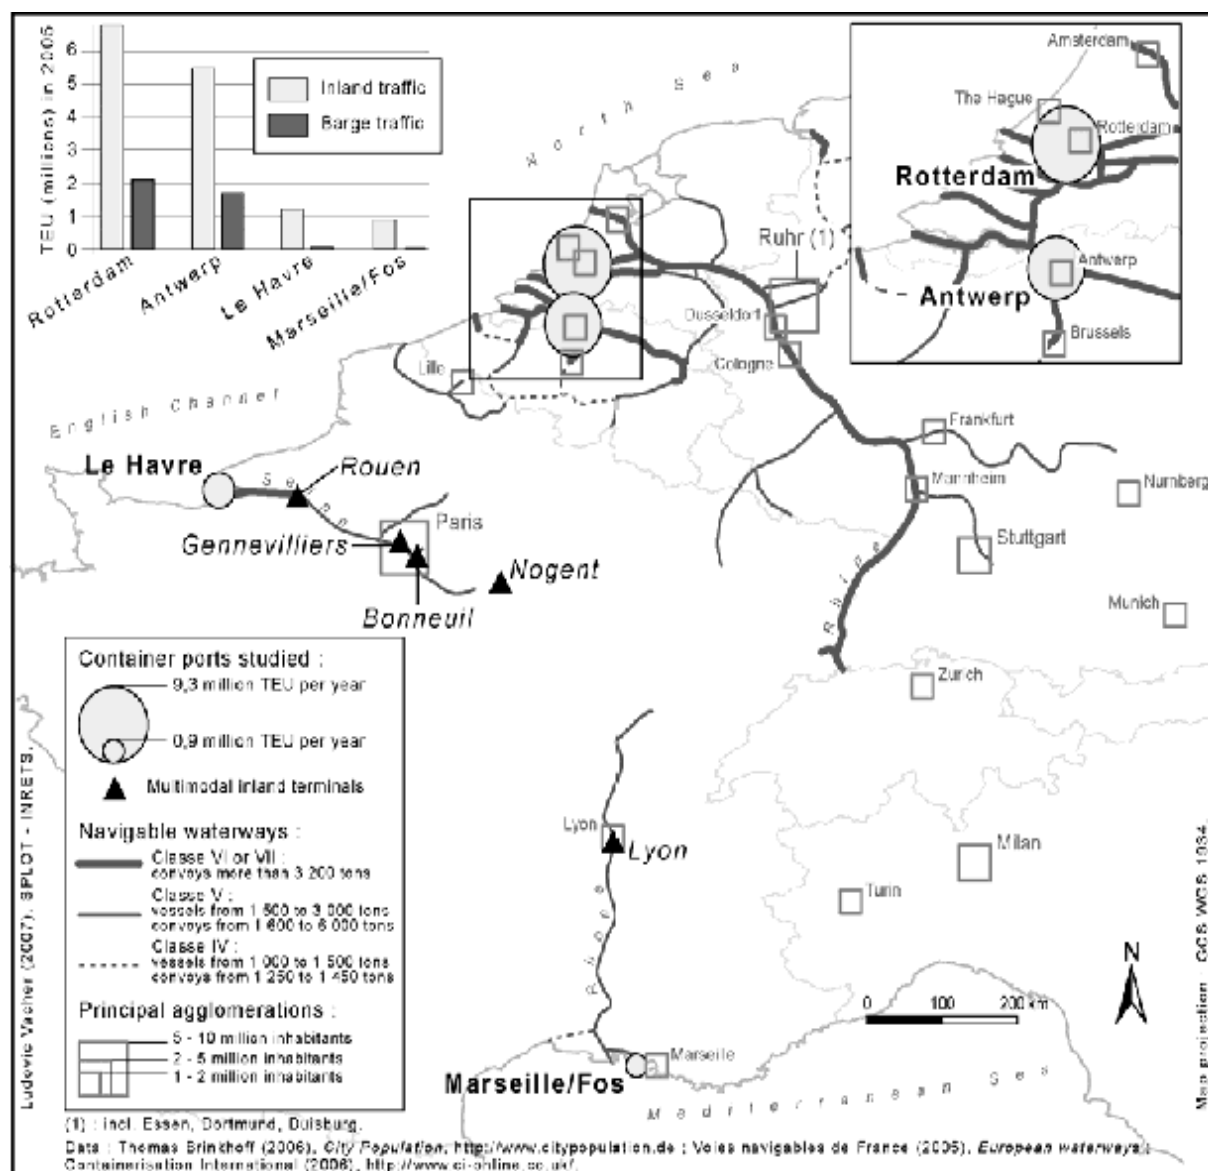 TEU (millions) in 2005
6
5
4
3
2
1
0
Rotterdam
Antwerp
Le Havre
Marseille/Fos
Inland traffic
Barge traffic
North Sea
Amsterdam
The Hague
Rotterdam
Rotterdam
Antwerp
Antwerp
Brussels
Ruhr (1)
Dusseldorf
Cologne
Lille
English Channel
Frankfurt
Le Havre
Rouen
Seine
Mannheim
Nurnberg
Paris
Gennevilliers
Stuttgart
Nogent
Bonneuil
Rhine
Munich
Zurich
Container ports studied :
9,3 million TEU per year
0,9 million TEU per year
Multimodal inland terminals
Navigable waterways :
Classe VI or VII :
convoys more than 3 200 tons
Classe V :
vessels from 1 500 to 3 000 tons
convoys from 1 600 to 6 000 tons
Classe IV :
vessels from 1 000 to 1 500 tons
convoys from 1 250 to 1 450 tons
Principal agglomerations :
5 - 10 million inhabitants
2 - 5 million inhabitants
1 - 2 million inhabitants
Lyon
Lyon
Milan
Turin
Rhone
N
0 100 200 km
Marseille
Marseille/Fos
Mediterranean Sea
Ludovic Vacher (2007). SPLOT - INRETS.
Map projection : GCS WGS 1934.
(1) : incl. Essen, Dortmund, Duisburg.
Data : Thomas Brinkhoff (2006), City Population, http://www.citypopulation.de ; Voies navigables de France (2005), European waterways ;
Containerisation International (2006), http://www.ci-online.co.uk/.